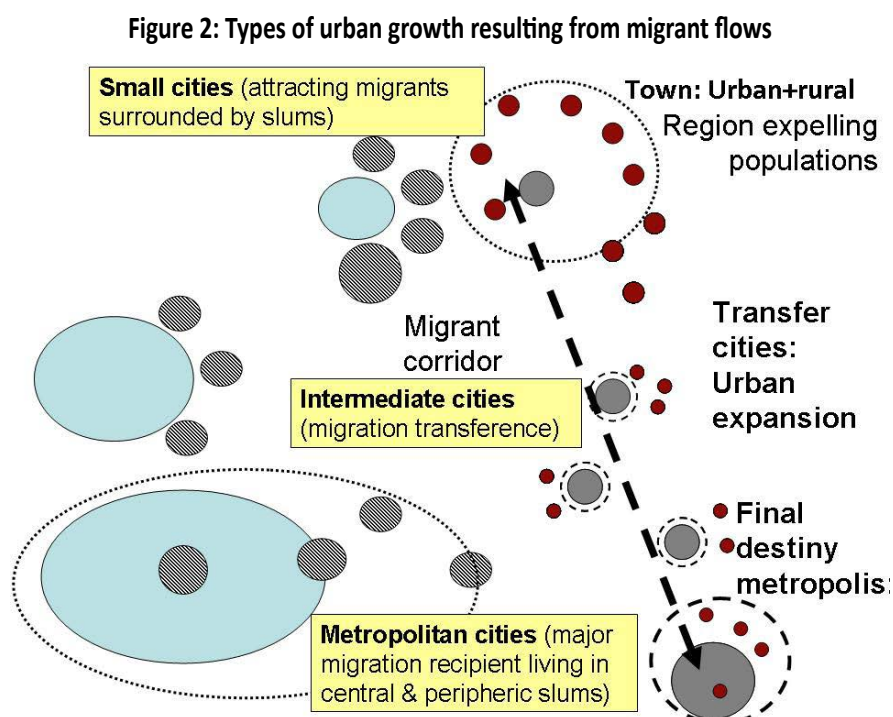 Figure 2: Types of urban growth resulting from migrant flows
Small cities (attracting migrants
surrounded by slums)
Town: Urban+rural
Region expelling
populations
Migrant
corridor
Transfer
cities:
Urban
expansion
Intermediate cities
(migration transference)
Final
destiny
metropolis:
Metropolitan cities (major
migration recipient living in
central & peripheric slums)